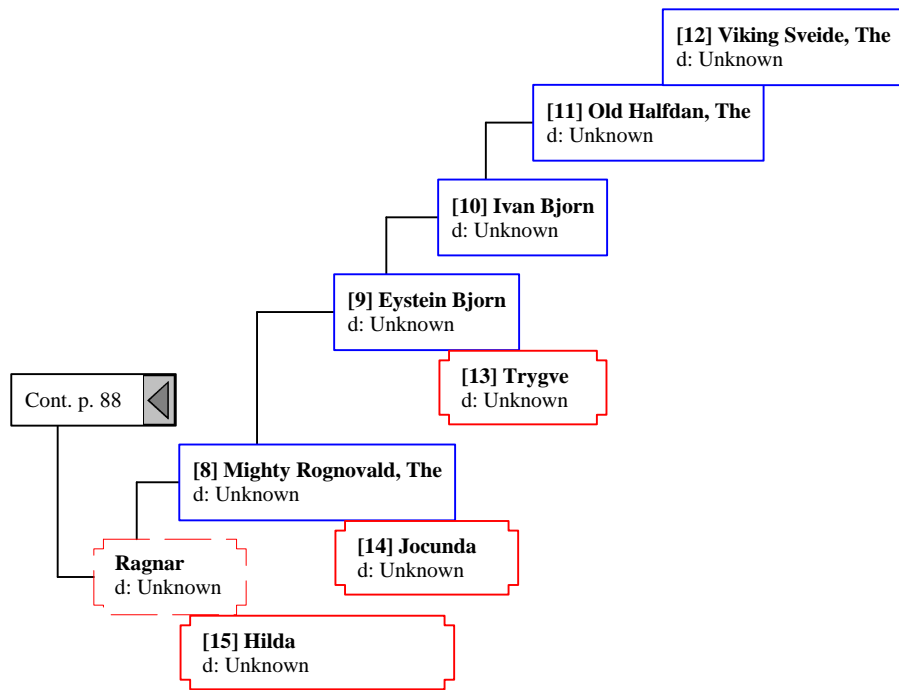 [12] Viking Sveide, The
d: Unknown
[11] Old Halfdan, The
d: Unknown
[10] Ivan Bjorn
d: Unknown
[9] Eystein Bjorn
d: Unknown
[13] Trygve
d: Unknown
Cont. p. 88
[8] Mighty Rognovald, The
d: Unknown
[14] Jocunda
d: Unknown
Ragnar
d: Unknown
[15] Hilda
d: Unknown